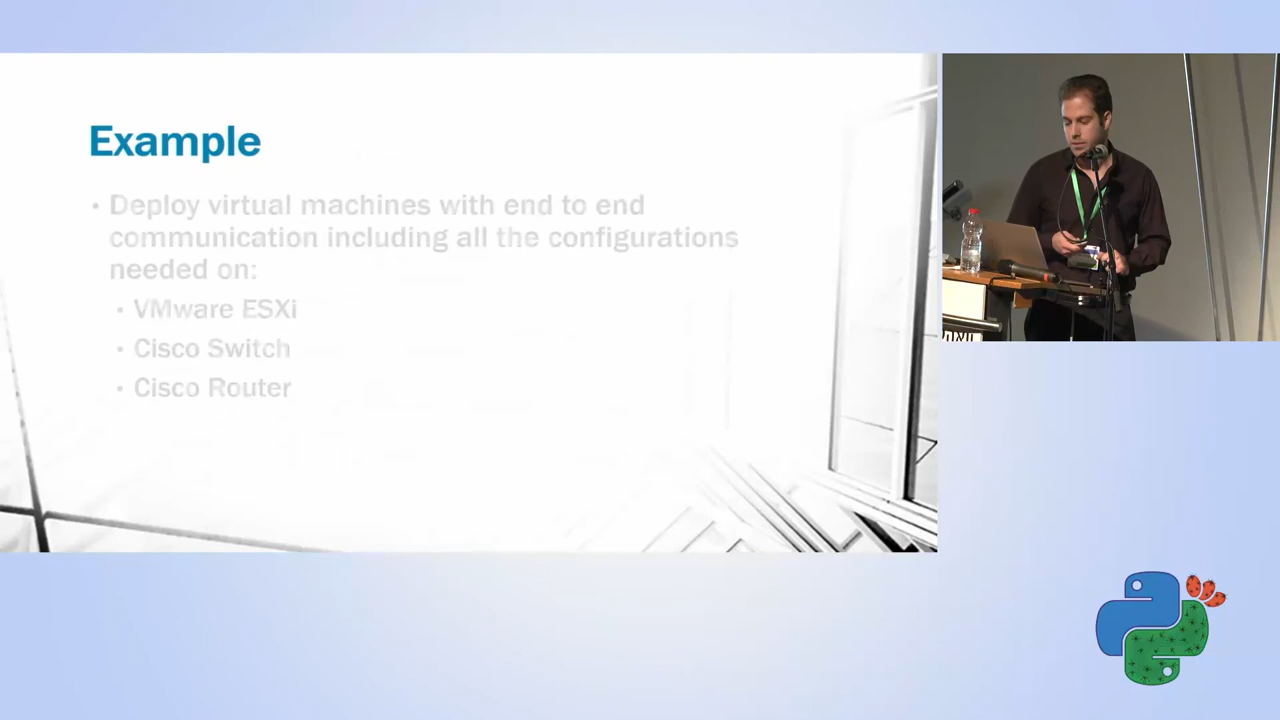 Example
• Deploy virtual machines with end to end
communication including all the configurations
needed on:
• VMware ESXi
• Cisco Switch
• Cisco Router